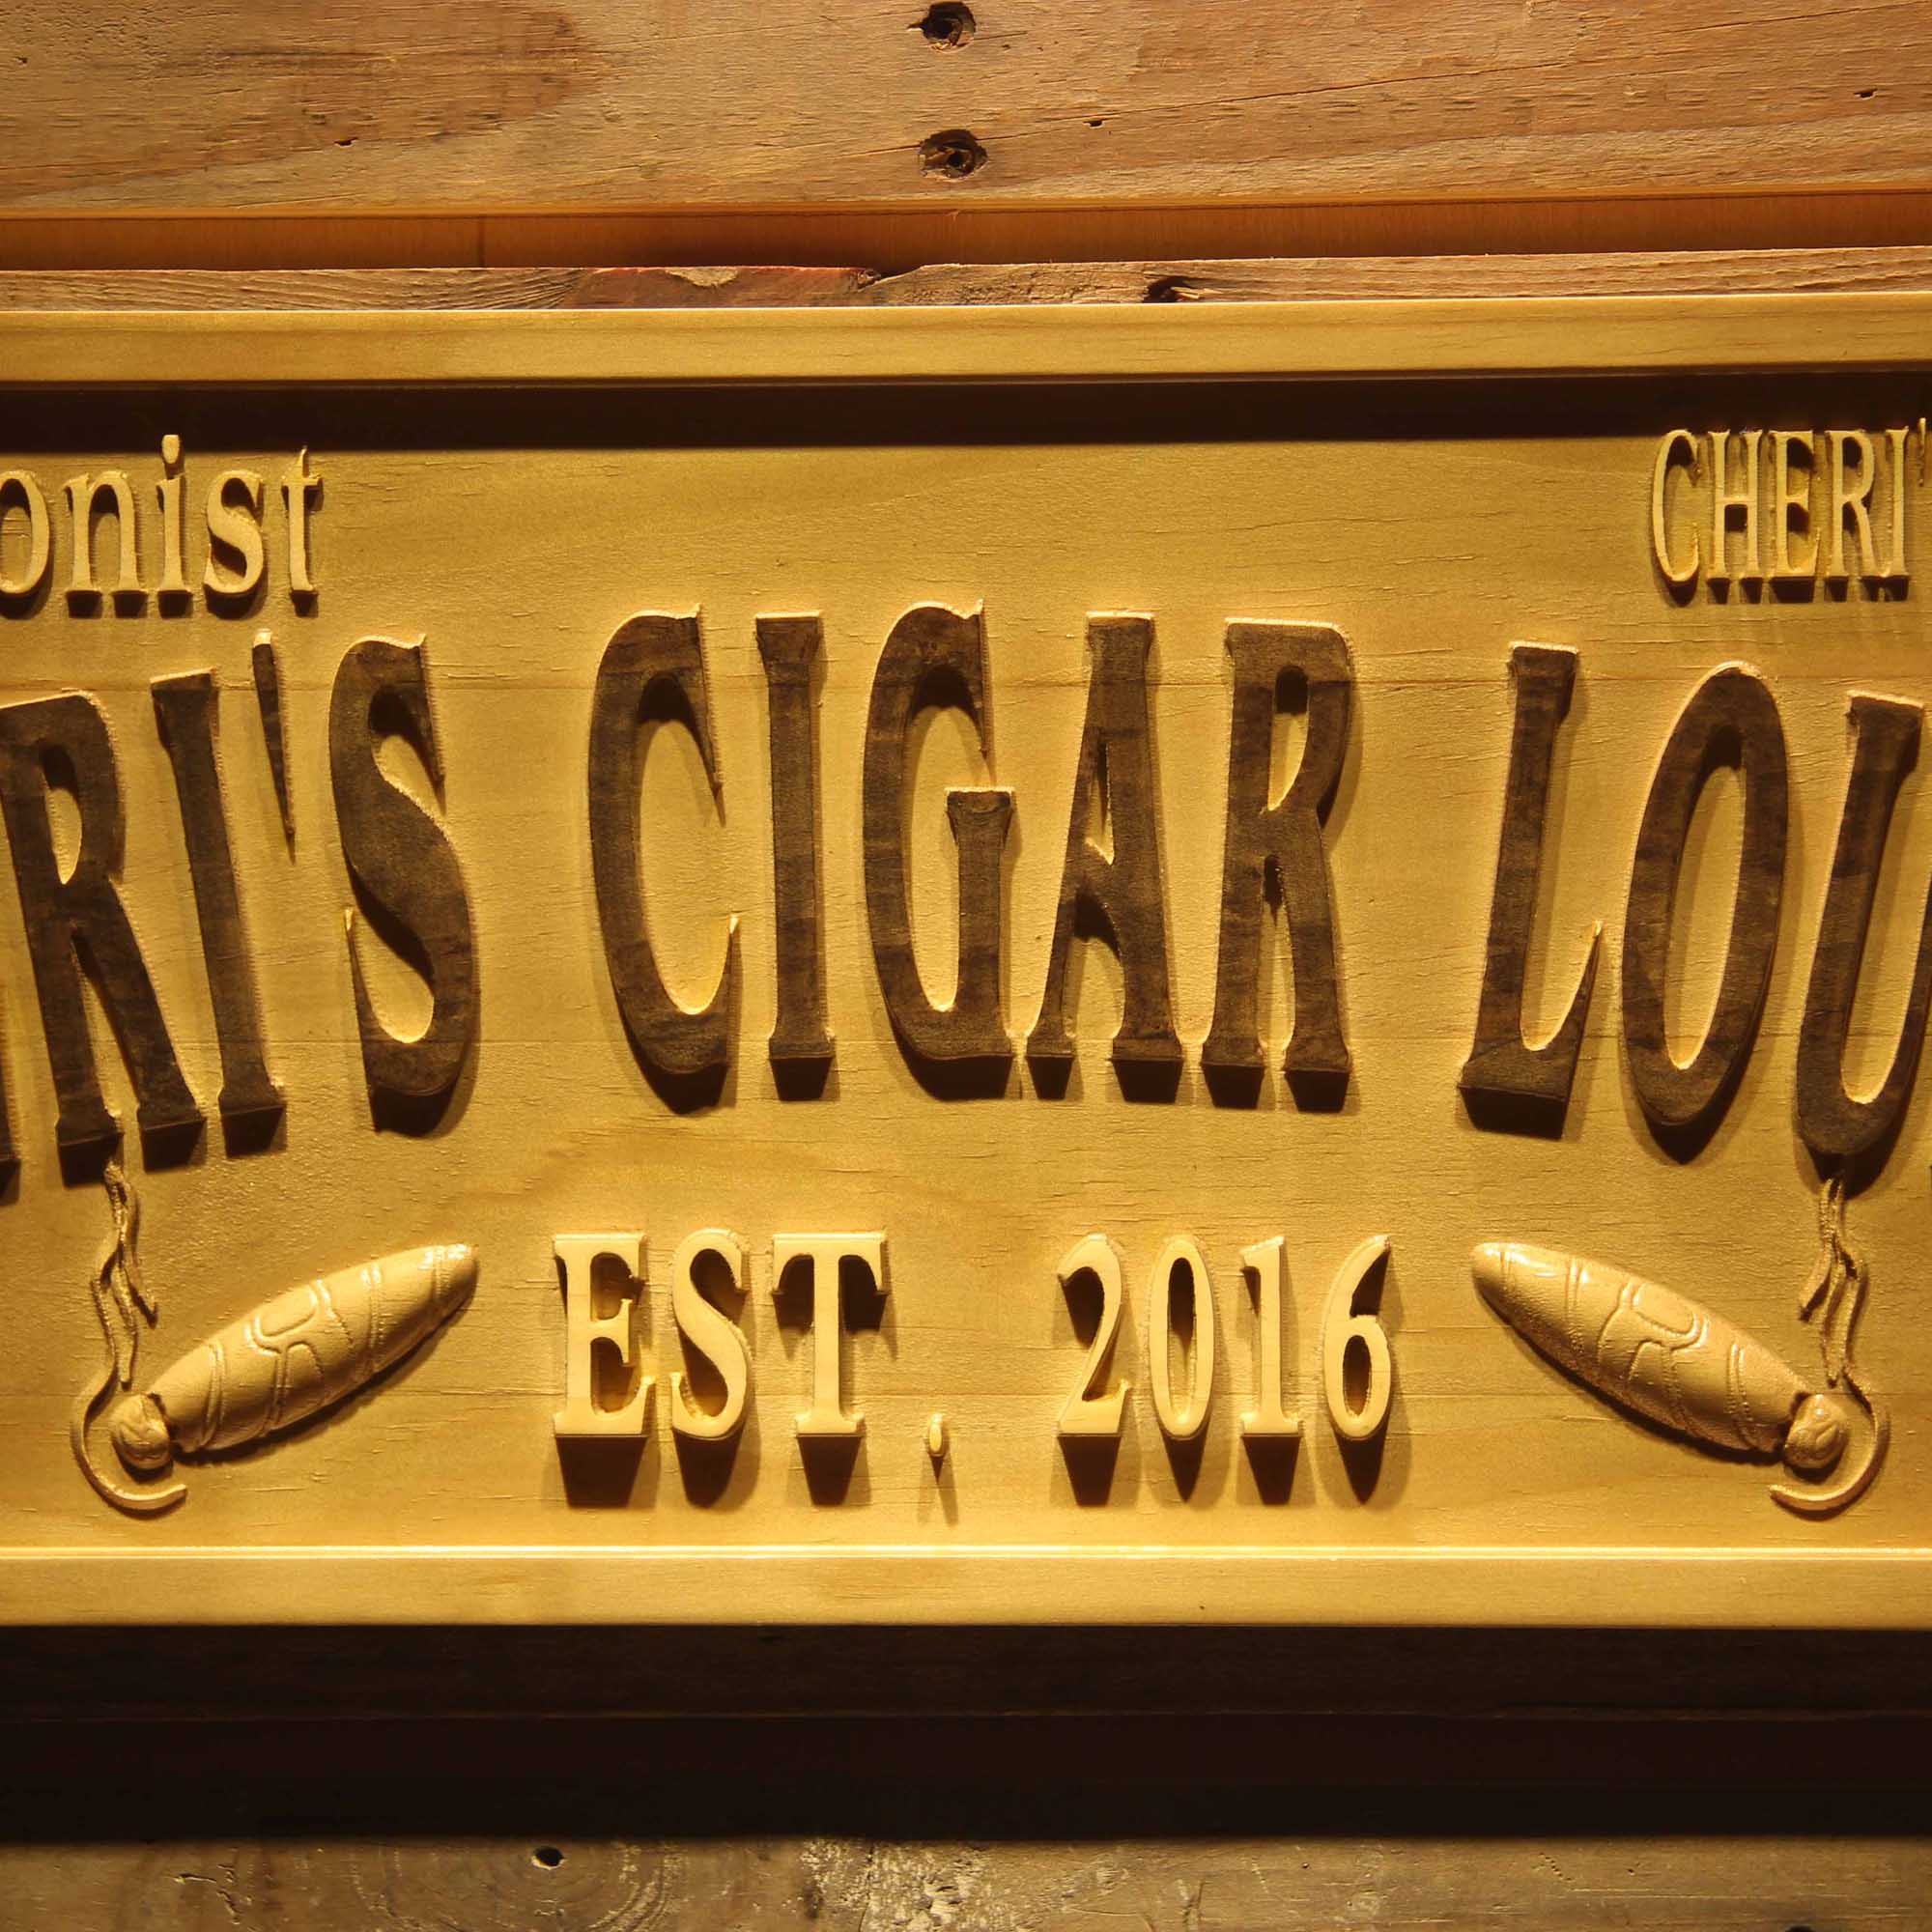 onist CHERI'
RI'S CIGAR LOU
EST. 2016